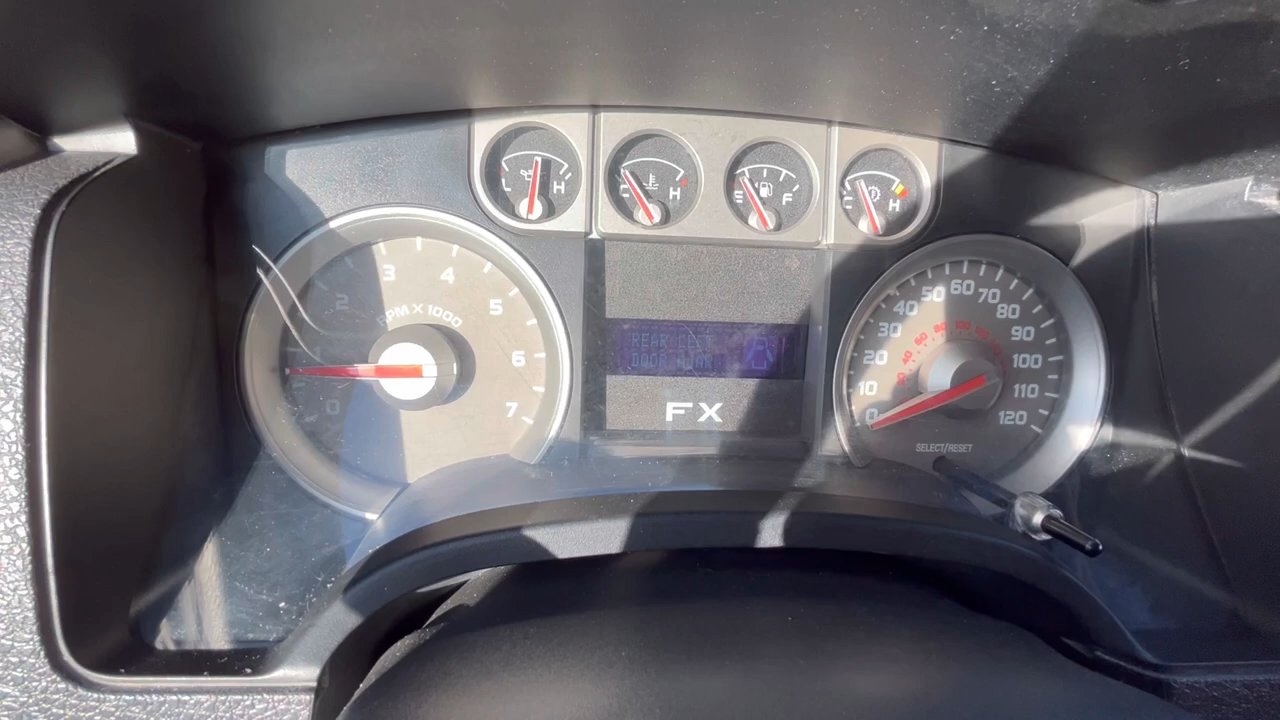 L H
C H
E F
C H
0 2 3 4 5 6 7
RPM X 1000
REAR LEFT
DOOR AJAR
FX
0 10 20 30 40 50 60 70 80 90 100 110 120
SELECT/RESET